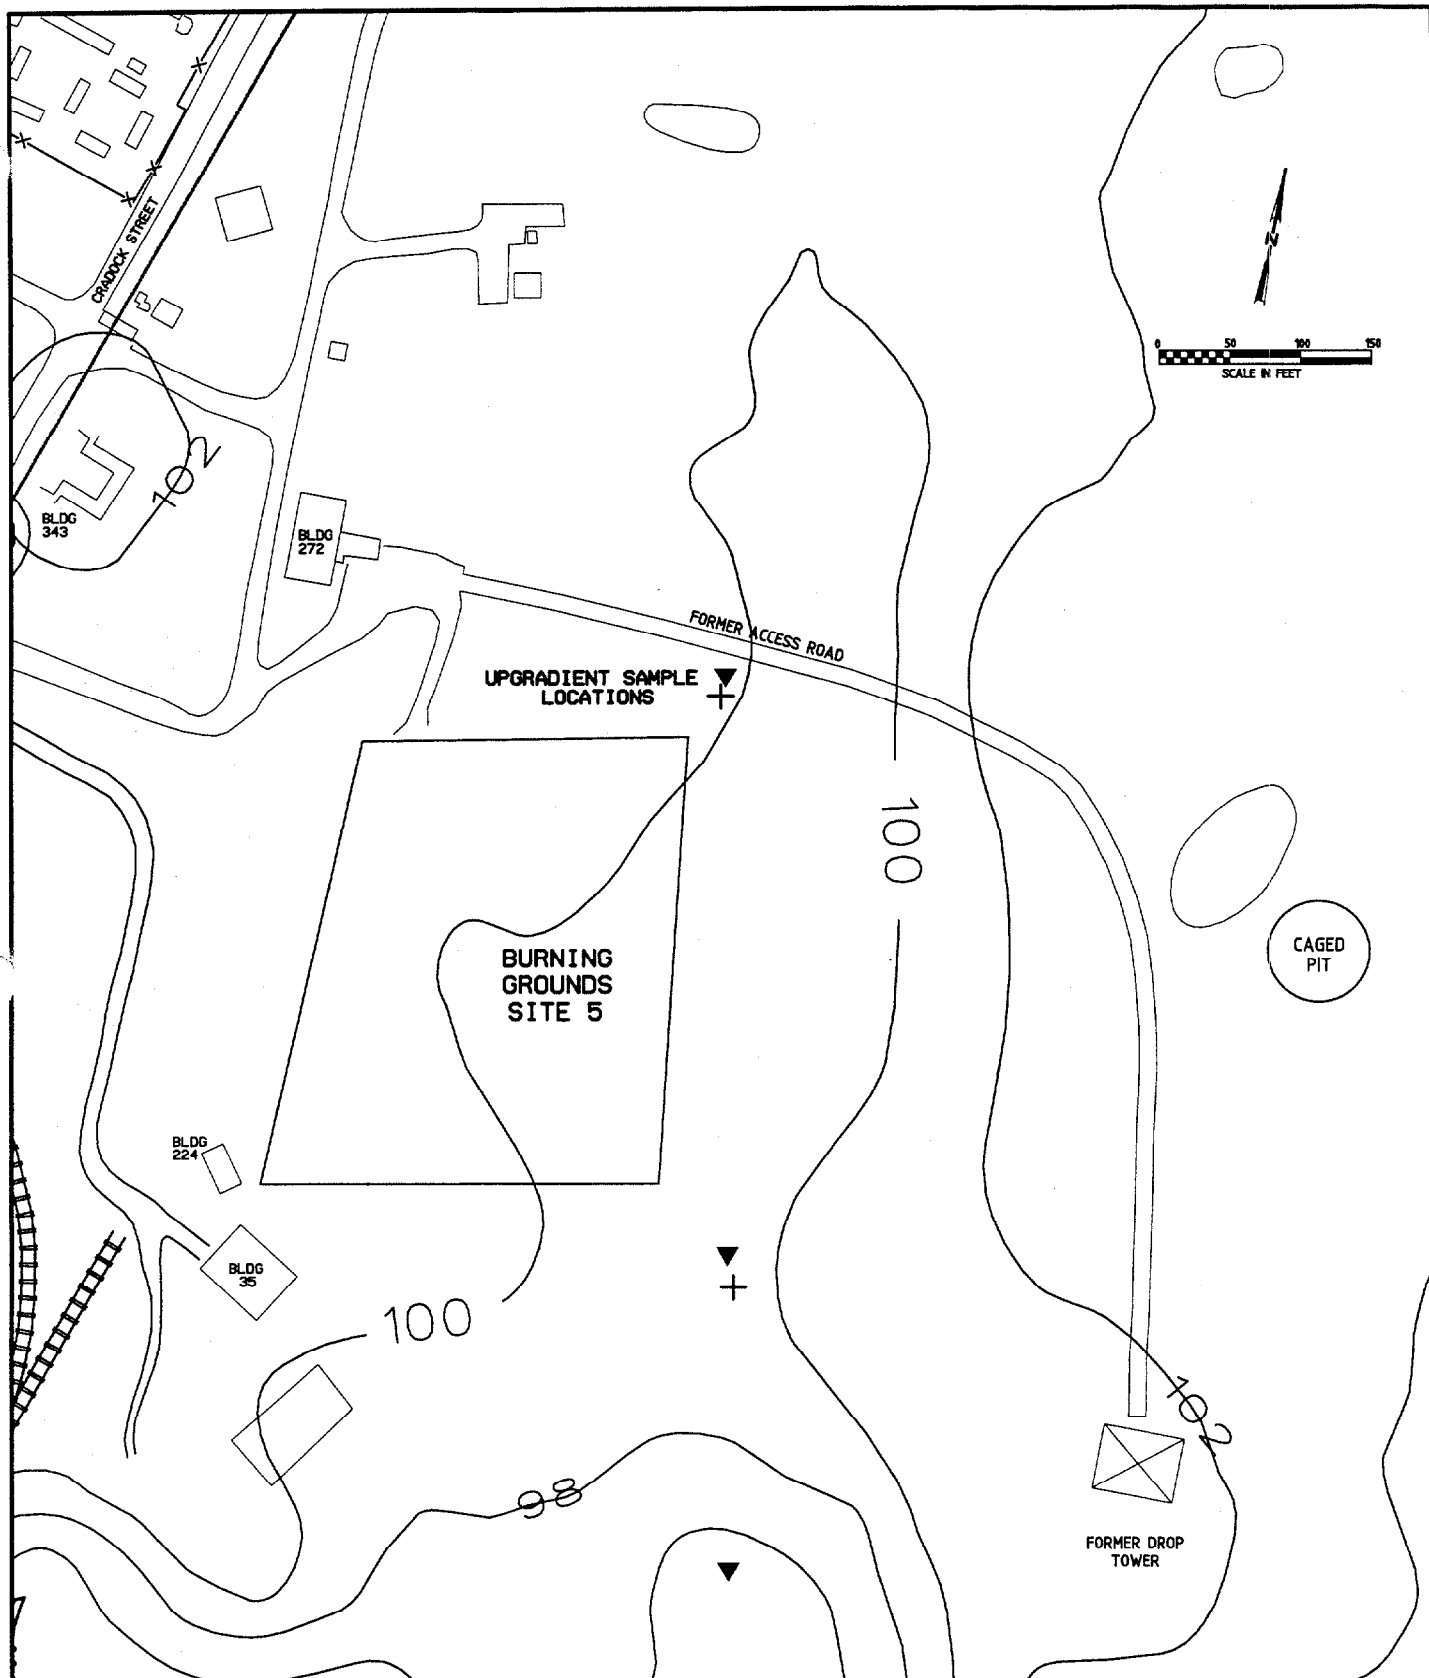 CRADOCK STREET
N
0 50 100 150
SCALE IN FEET
102
BLDG
343
BLDG
272
FORMER ACCESS ROAD
UPGRADIENT SAMPLE
LOCATIONS
100
CAGED
PIT
BURNING
GROUNDS
SITE 5
BLDG
224
BLDG
35
100
102
98
FORMER DROP
TOWER